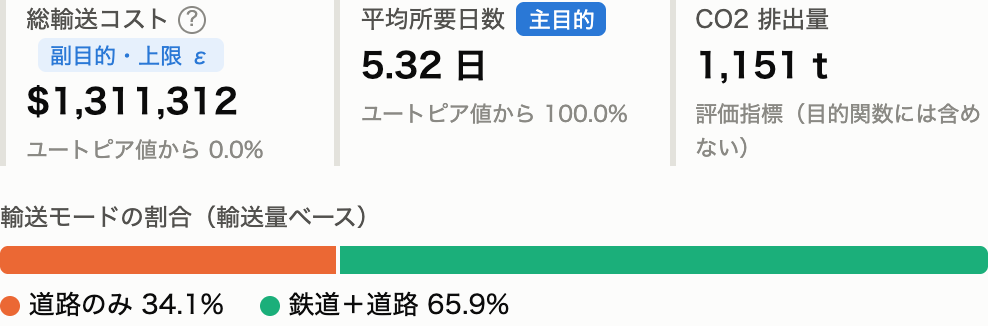 総輸送コスト ?
副目的・上限 ε
$1,311,312
ユートピア値から 0.0%
平均所要日数 主目的
5.32 日
ユートピア値から 100.0%
CO2 排出量
1,151 t
評価指標（目的関数には含め
ない）
輸送モードの割合（輸送量ベース）
道路のみ 34.1% 鉄道＋道路 65.9%